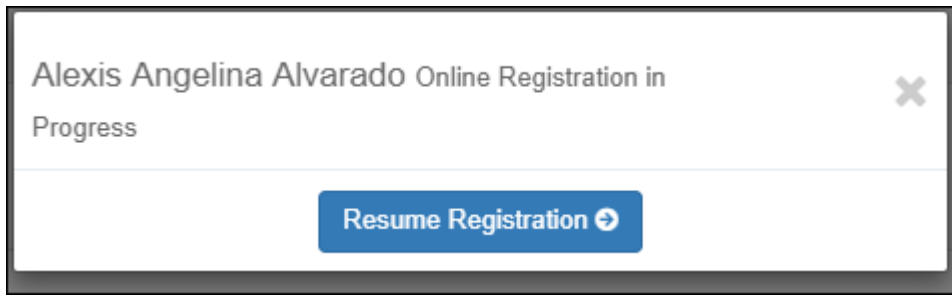 Alexis Angelina Alvarado Online Registration in
Progress
Resume Registration